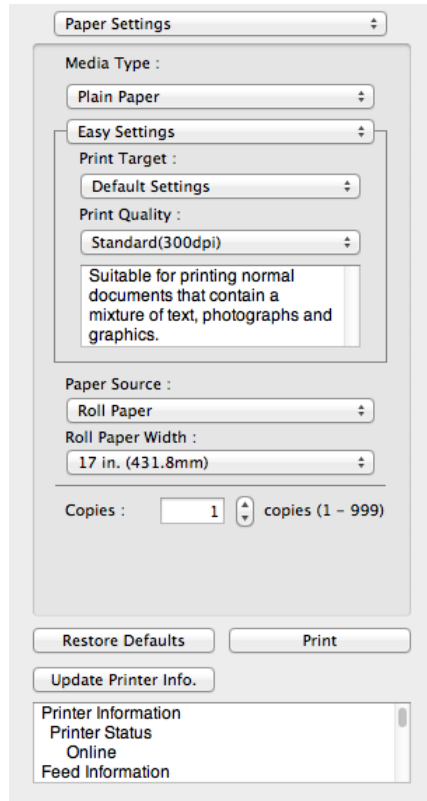 Paper Settings
Media Type :
Plain Paper
Easy Settings
Print Target :
Default Settings
Print Quality :
Standard(300dpi)
Suitable for printing normal
documents that contain a
mixture of text, photographs and
graphics.
Paper Source :
Roll Paper
Roll Paper Width :
17 in. (431.8mm)
Copies : 1 copies (1 – 999)
Restore Defaults Print
Update Printer Info.
Printer Information
Printer Status
Online
Feed Information